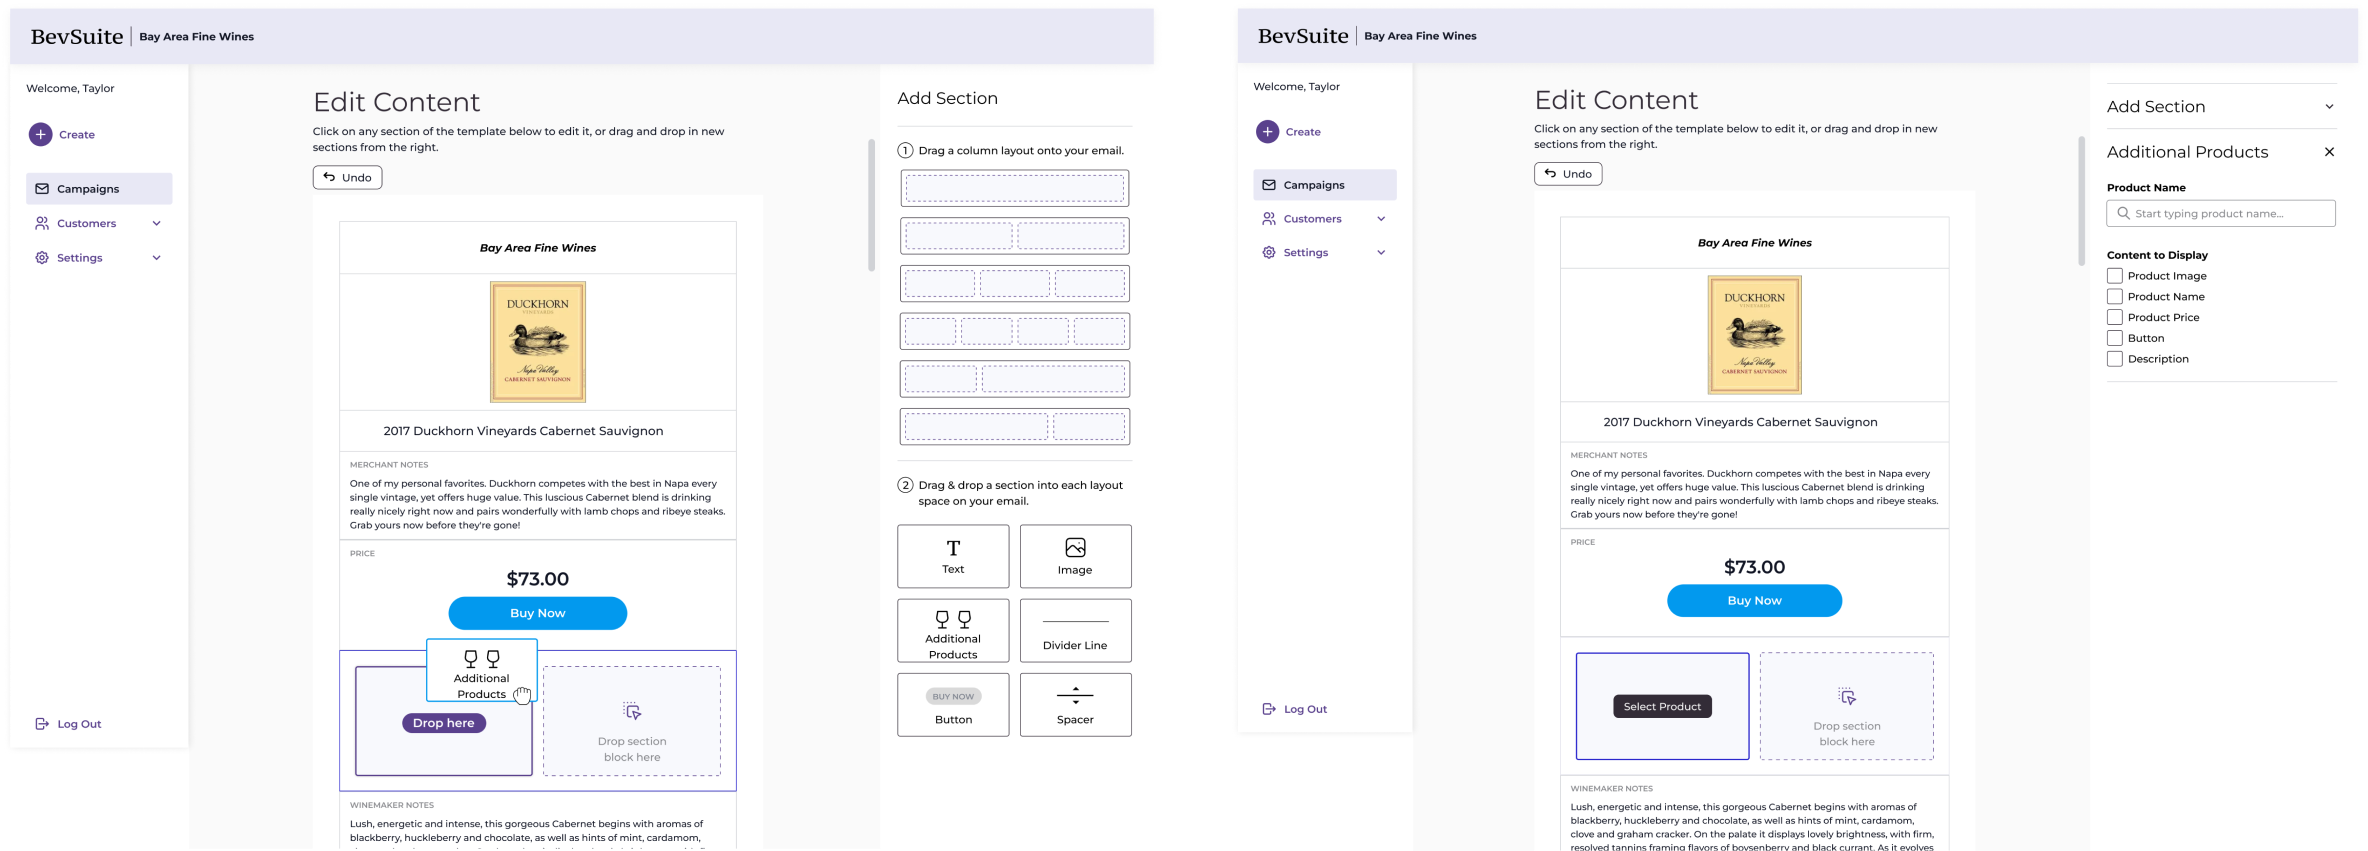 BevSuite | Bay Area Fine Wines
Welcome, Taylor
Create
Campaigns
Customers
Settings
Log Out
Edit Content
Click on any section of the template below to edit it, or drag and drop in new
sections from the right.
Undo
Bay Area Fine Wines
DUCKHORN
VINEYARDS
Napa Valley
CABERNET SAUVIGNON
2017 Duckhorn Vineyards Cabernet Sauvignon
MERCHANT NOTES
One of my personal favorites. Duckhorn competes with the best in Napa every
single vintage, yet offers huge value. This luscious Cabernet blend is drinking
really nicely right now and pairs wonderfully with lamb chops and ribeye steaks.
Grab yours now before they're gone!
PRICE
$73.00
Buy Now
Additional
Products
Drop here
Drop section
block here
WINEMAKER NOTES
Lush, energetic and intense, this gorgeous Cabernet begins with aromas of
blackberry, huckleberry and chocolate, as well as hints of mint, cardamom,
Add Section
1 Drag a column layout onto your email.
2 Drag & drop a section into each layout
space on your email.
Text
Image
Additional
Products
Divider Line
BUY NOW
Button
Spacer
BevSuite | Bay Area Fine Wines
Welcome, Taylor
Create
Campaigns
Customers
Settings
Log Out
Edit Content
Click on any section of the template below to edit it, or drag and drop in new
sections from the right.
Undo
Bay Area Fine Wines
DUCKHORN
VINEYARDS
Napa Valley
CABERNET SAUVIGNON
2017 Duckhorn Vineyards Cabernet Sauvignon
MERCHANT NOTES
One of my personal favorites. Duckhorn competes with the best in Napa every
single vintage, yet offers huge value. This luscious Cabernet blend is drinking
really nicely right now and pairs wonderfully with lamb chops and ribeye steaks.
Grab yours now before they're gone!
PRICE
$73.00
Buy Now
Select Product
Drop section
block here
WINEMAKER NOTES
Lush, energetic and intense, this gorgeous Cabernet begins with aromas of
blackberry, huckleberry and chocolate, as well as hints of mint, cardamom,
clove and graham cracker. On the palate it displays lovely brightness, with firm,
resolved tannins framing flavors of boysenberry and black currant. As it evolves
Add Section
Additional Products
Product Name
Start typing product name...
Content to Display
Product Image
Product Name
Product Price
Button
Description